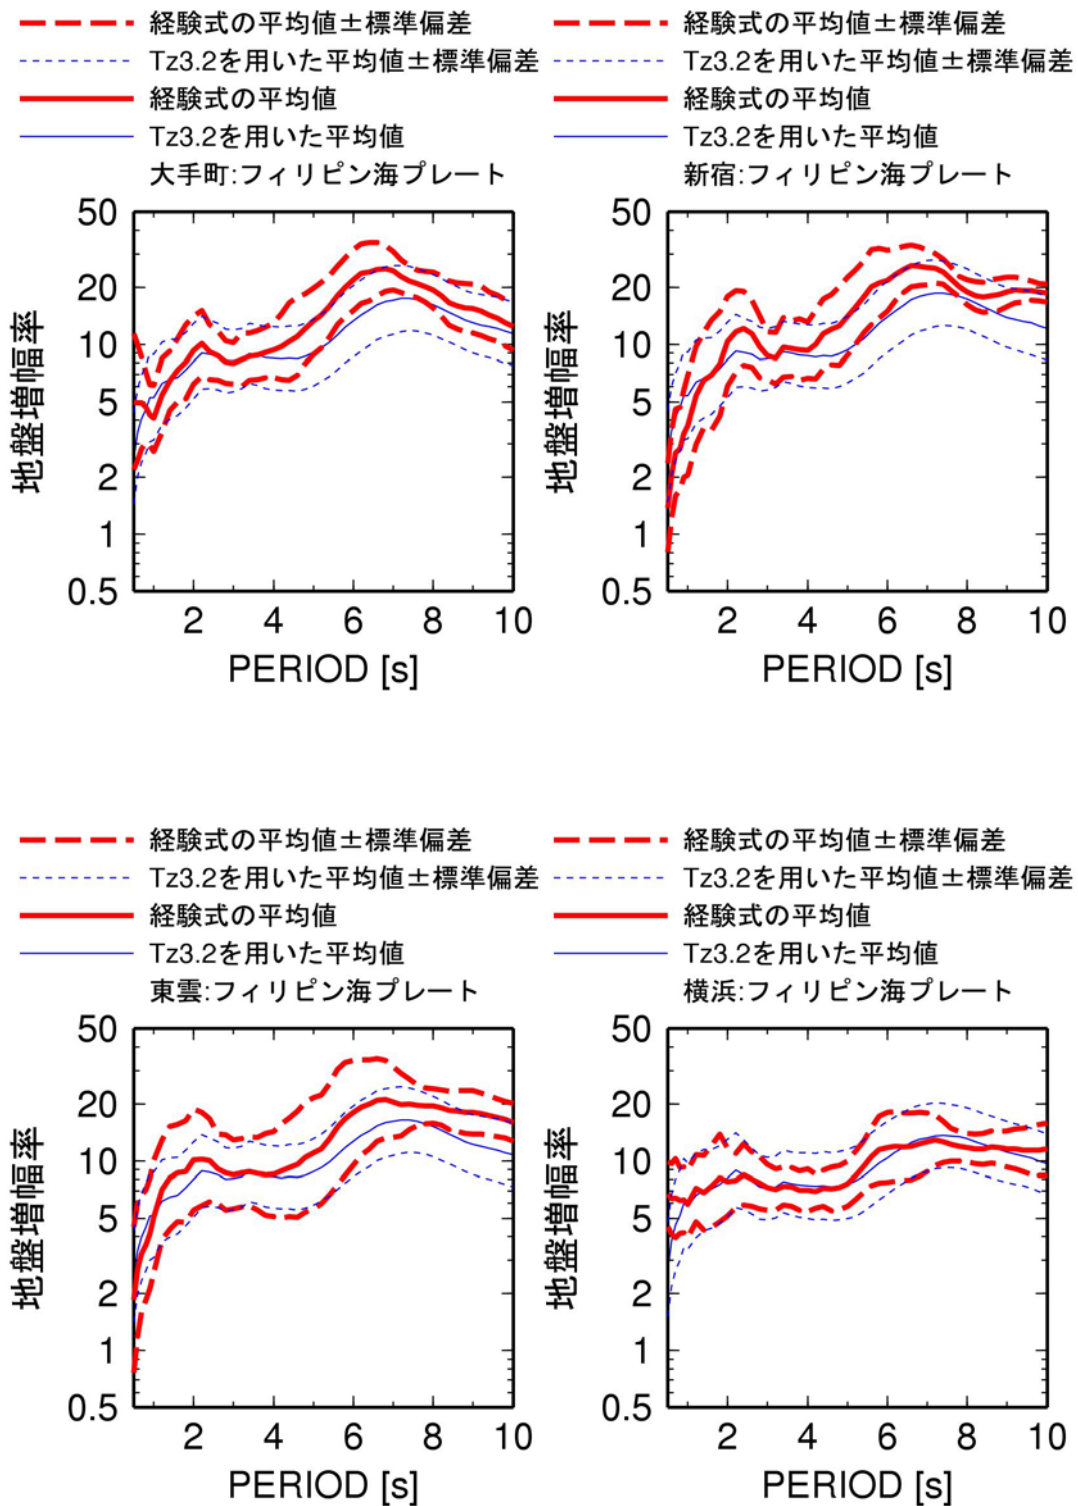 経験式の平均値±標準偏差
Tz3.2を用いた平均値±標準偏差
経験式の平均値
Tz3.2を用いた平均値
大手町:フィリピン海プレート
50
20
10
5
2
1
0.5
地盤増幅率
2 4 6 8 10
PERIOD [s]
経験式の平均値±標準偏差
Tz3.2を用いた平均値±標準偏差
経験式の平均値
Tz3.2を用いた平均値
新宿:フィリピン海プレート
50
20
10
5
2
1
0.5
地盤増幅率
2 4 6 8 10
PERIOD [s]
経験式の平均値±標準偏差
Tz3.2を用いた平均値±標準偏差
経験式の平均値
Tz3.2を用いた平均値
東雲:フィリピン海プレート
50
20
10
5
2
1
0.5
地盤増幅率
2 4 6 8 10
PERIOD [s]
経験式の平均値±標準偏差
Tz3.2を用いた平均値±標準偏差
経験式の平均値
Tz3.2を用いた平均値
横浜:フィリピン海プレート
50
20
10
5
2
1
0.5
地盤増幅率
2 4 6 8 10
PERIOD [s]